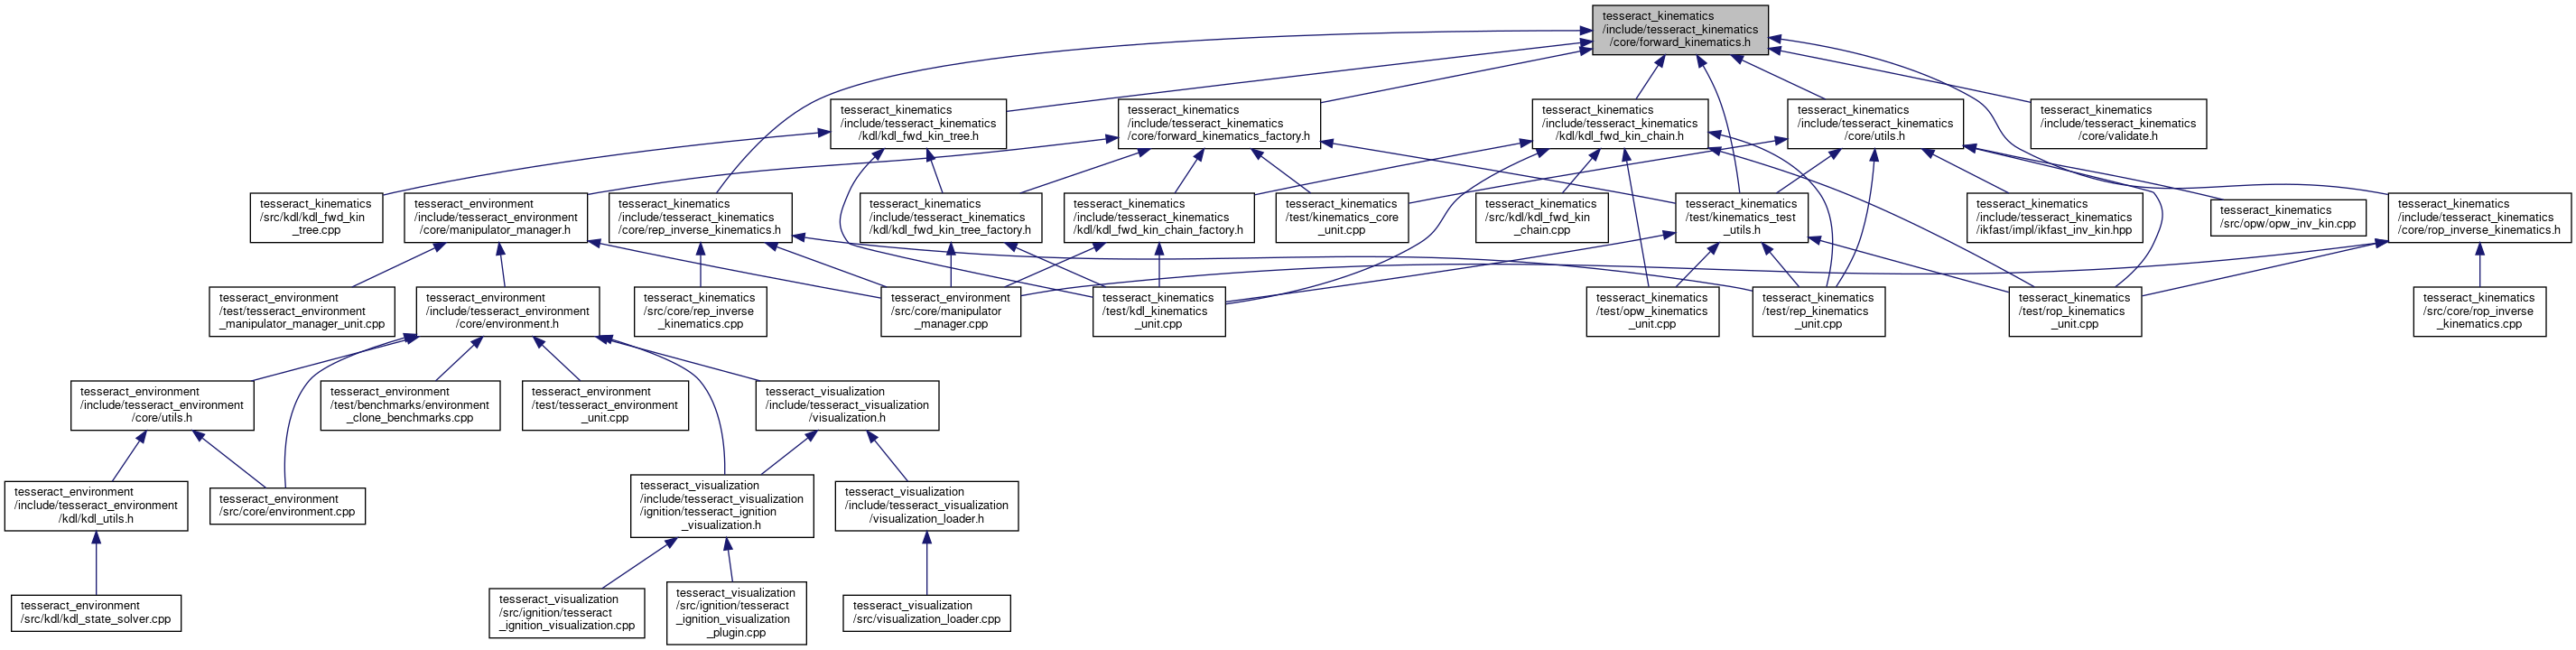 tesseract_kinematics
/include/tesseract_kinematics
/core/forward_kinematics.h
tesseract_kinematics
/include/tesseract_kinematics
/kdl/kdl_fwd_kin_tree.h
tesseract_kinematics
/include/tesseract_kinematics
/core/forward_kinematics_factory.h
tesseract_kinematics
/include/tesseract_kinematics
/kdl/kdl_fwd_kin_chain.h
tesseract_kinematics
/include/tesseract_kinematics
/core/utils.h
tesseract_kinematics
/include/tesseract_kinematics
/core/validate.h
tesseract_kinematics
/src/kdl/kdl_fwd_kin
_tree.cpp
tesseract_environment
/include/tesseract_environment
/core/manipulator_manager.h
tesseract_kinematics
/include/tesseract_kinematics
/core/rep_inverse_kinematics.h
tesseract_kinematics
/include/tesseract_kinematics
/kdl/kdl_fwd_kin_tree_factory.h
tesseract_kinematics
/include/tesseract_kinematics
/kdl/kdl_fwd_kin_chain_factory.h
tesseract_kinematics
/test/kinematics_core
_unit.cpp
tesseract_kinematics
/src/kdl/kdl_fwd_kin
_chain.cpp
tesseract_kinematics
/test/kinematics_test
_utils.h
tesseract_kinematics
/include/tesseract_kinematics
/ikfast/impl/ikfast_inv_kin.hpp
tesseract_kinematics
/src/opw/opw_inv_kin.cpp
tesseract_kinematics
/include/tesseract_kinematics
/core/rop_inverse_kinematics.h
tesseract_environment
/test/tesseract_environment
_manipulator_manager_unit.cpp
tesseract_environment
/include/tesseract_environment
/core/environment.h
tesseract_kinematics
/src/core/rep_inverse
_kinematics.cpp
tesseract_environment
/src/core/manipulator
_manager.cpp
tesseract_kinematics
/test/kdl_kinematics
_unit.cpp
tesseract_kinematics
/test/opw_kinematics
_unit.cpp
tesseract_kinematics
/test/rep_kinematics
_unit.cpp
tesseract_kinematics
/test/rop_kinematics
_unit.cpp
tesseract_kinematics
/src/core/rop_inverse
_kinematics.cpp
tesseract_environment
/include/tesseract_environment
/core/utils.h
tesseract_environment
/test/benchmarks/environment
_clone_benchmarks.cpp
tesseract_environment
/test/tesseract_environment
_unit.cpp
tesseract_visualization
/include/tesseract_visualization
/visualization.h
tesseract_environment
/include/tesseract_environment
/kdl/kdl_utils.h
tesseract_environment
/src/core/environment.cpp
tesseract_visualization
/include/tesseract_visualization
/ignition/tesseract_ignition
_visualization.h
tesseract_visualization
/include/tesseract_visualization
/visualization_loader.h
tesseract_environment
/src/kdl/kdl_state_solver.cpp
tesseract_visualization
/src/ignition/tesseract
_ignition_visualization.cpp
tesseract_visualization
/src/ignition/tesseract
_ignition_visualization
_plugin.cpp
tesseract_visualization
/src/visualization_loader.cpp